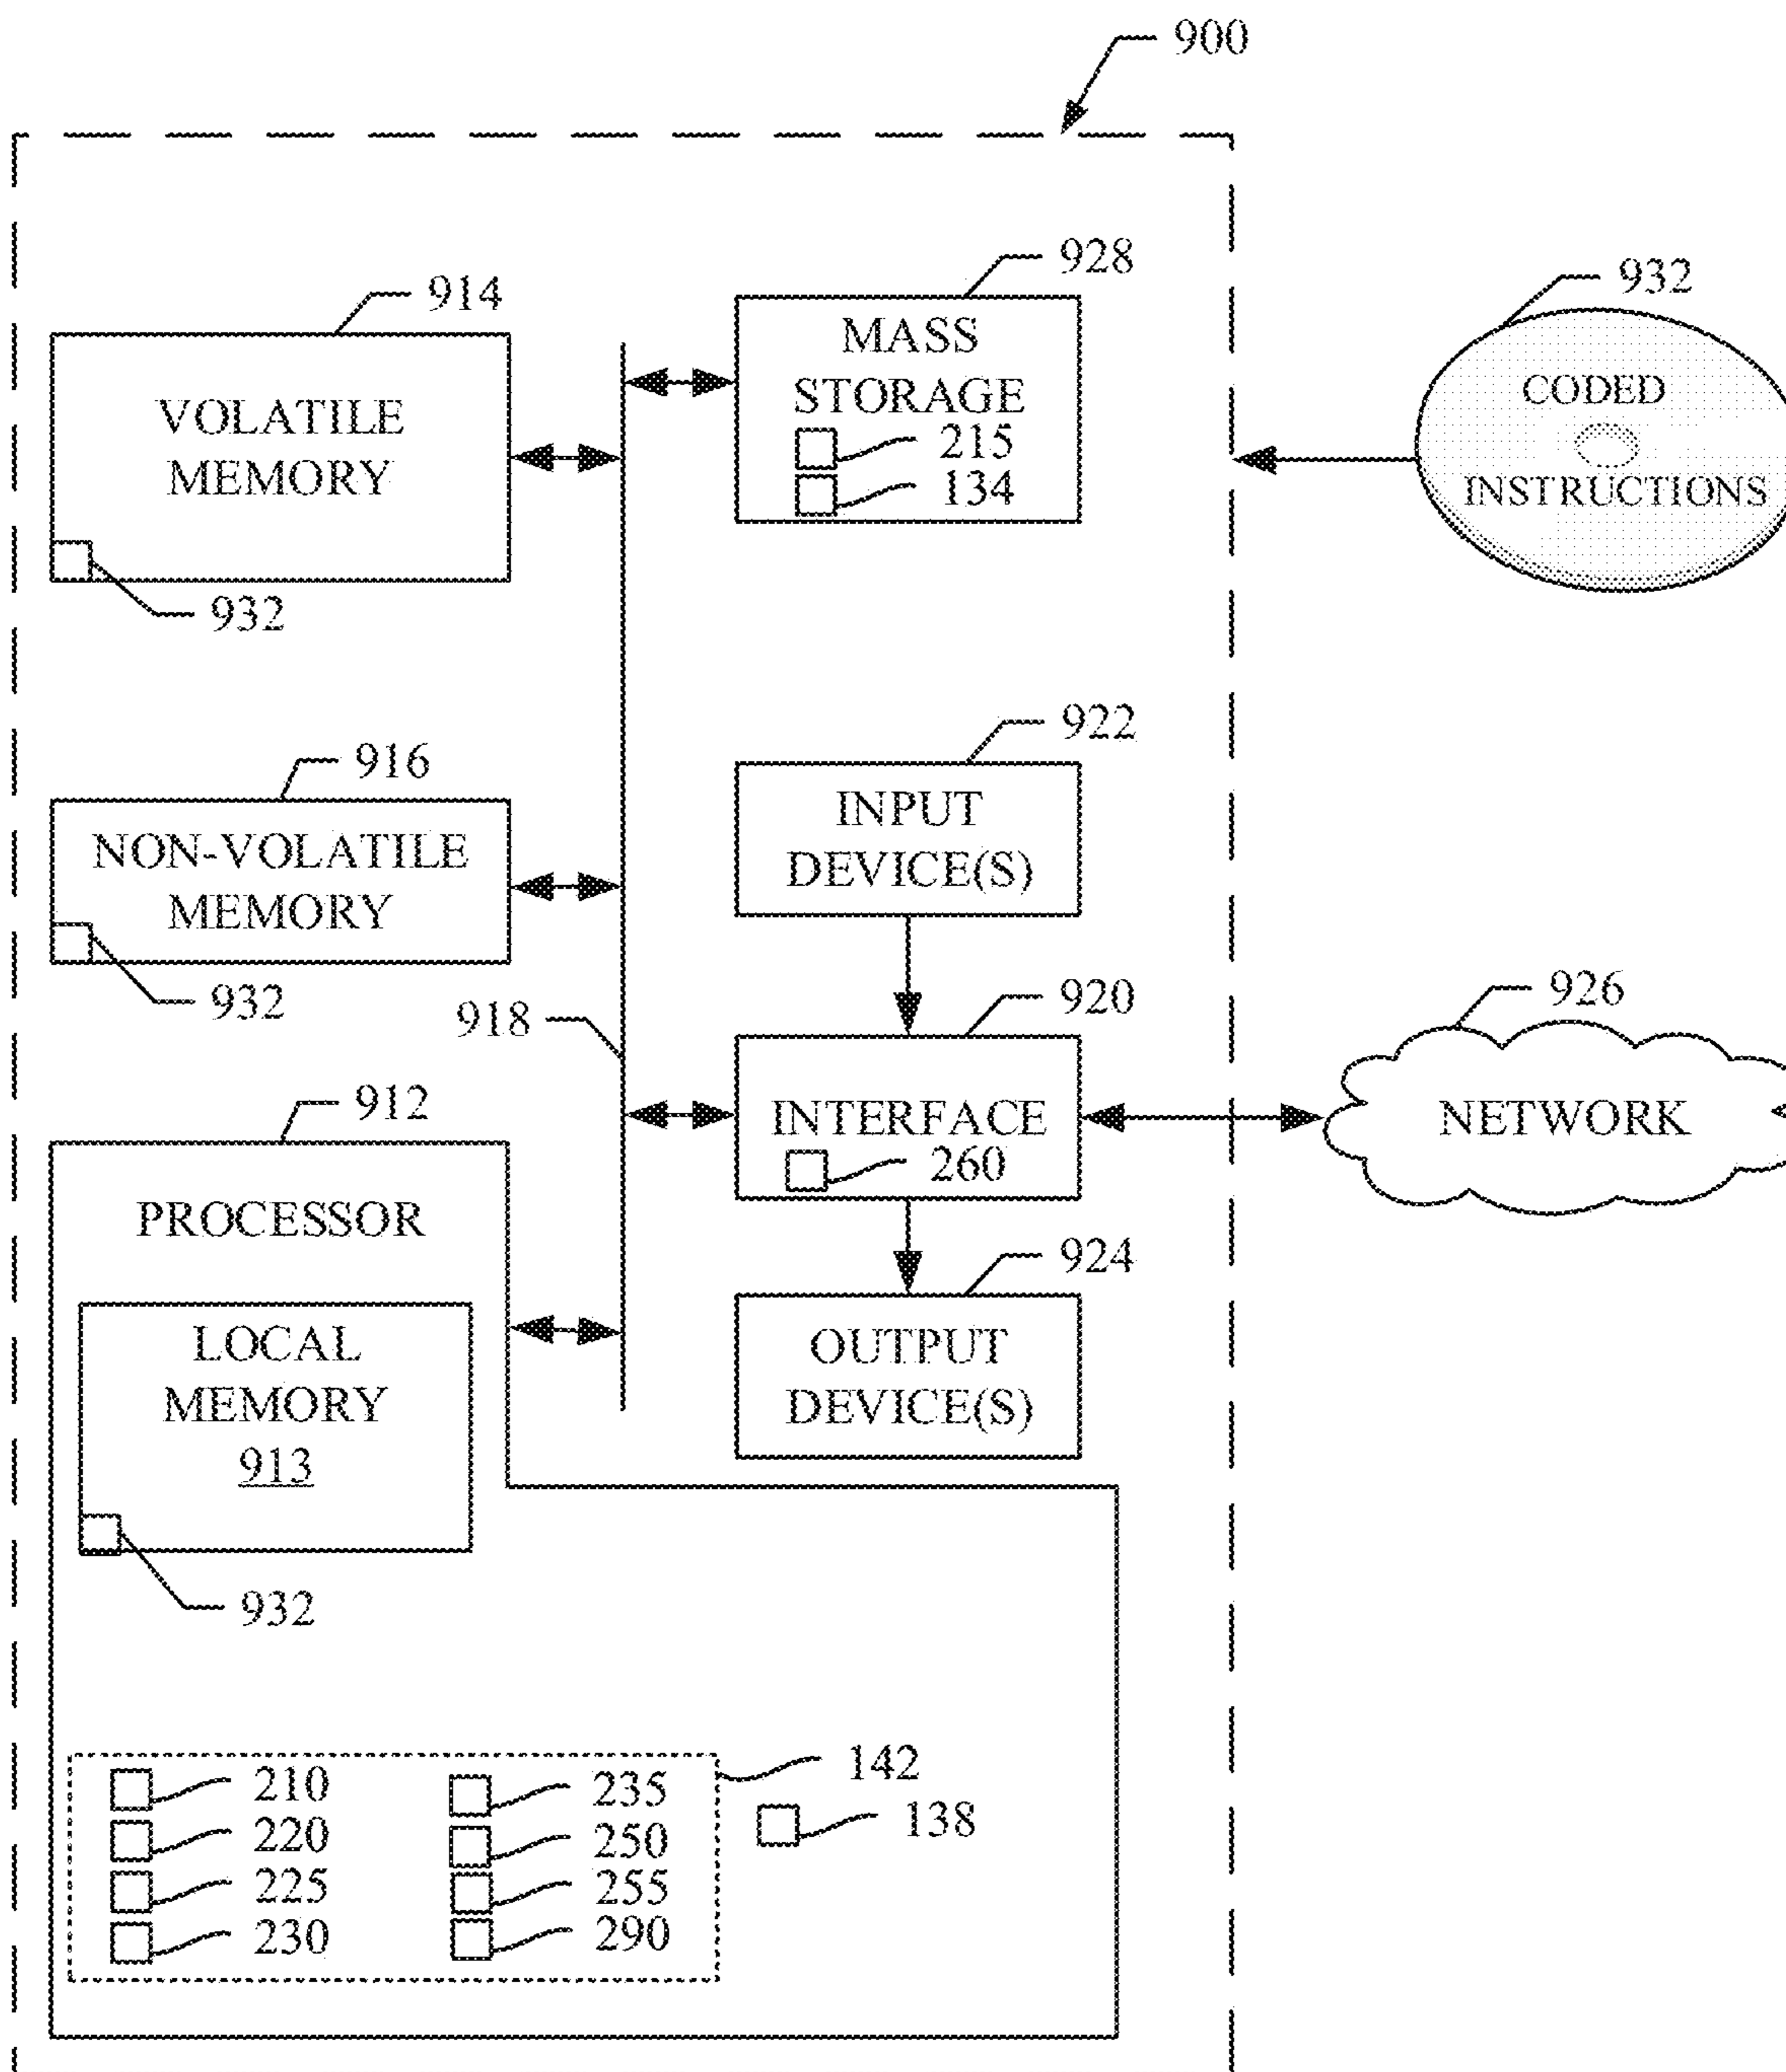 900
928
932
914
MASS
STORAGE
215
134
VOLATILE
MEMORY
932
CODED
INSTRUCTIONS
922
INPUT
DEVICE(S)
916
NON-VOLATILE
MEMORY
932
918
920
INTERFACE
260
926
NETWORK
912
PROCESSOR
924
OUTPUT
DEVICE(S)
LOCAL
MEMORY
913
932
142
210
220
225
230
235
250
255
290
138